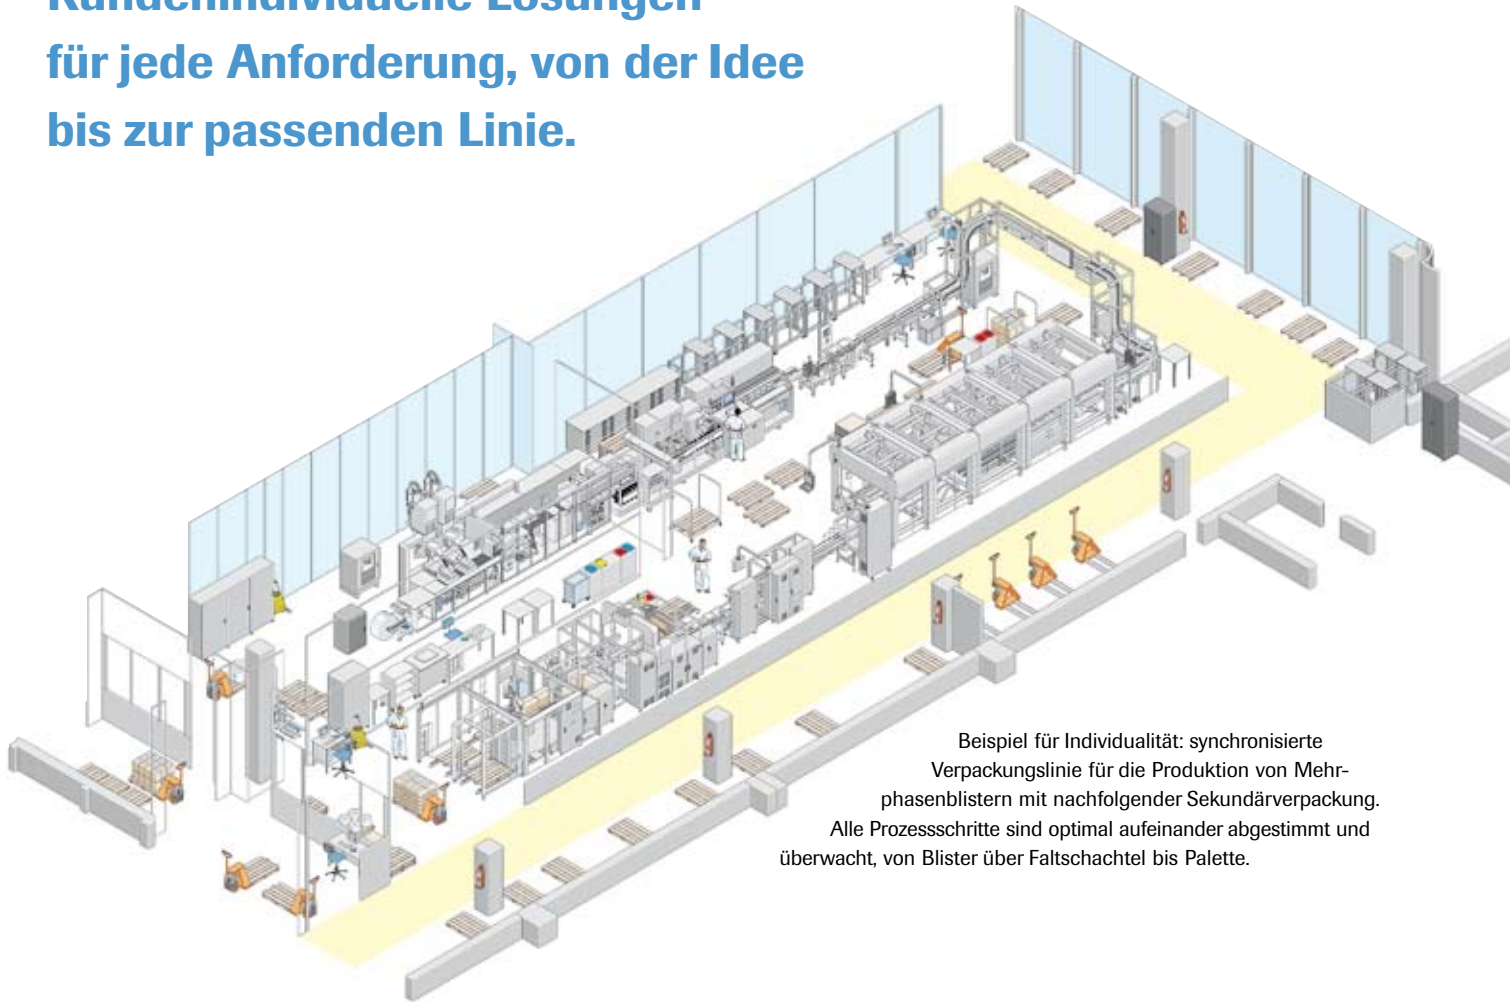 Kundenindividuelle Lösungen
für jede Anforderung, von der Idee
bis zur passenden Linie.
Beispiel für Individualität: synchronisierte
Verpackungslinie für die Produktion von Mehr-
phasenblistern mit nachfolgender Sekundärverpackung.
Alle Prozessschritte sind optimal aufeinander abgestimmt und
überwacht, von Blister über Faltschachtel bis Palette.